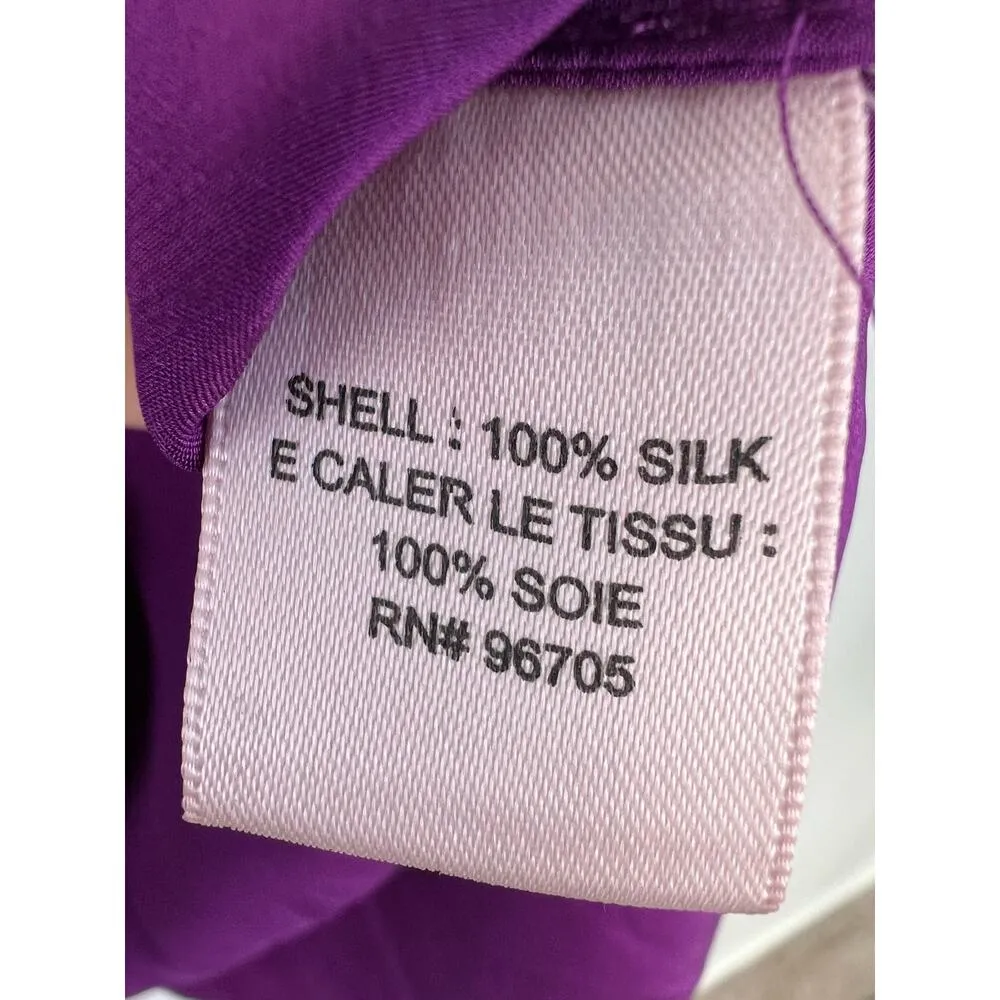 SHELL : 100% SILK
E CALER LE TISSU :
100% SOIE
RN# 96705